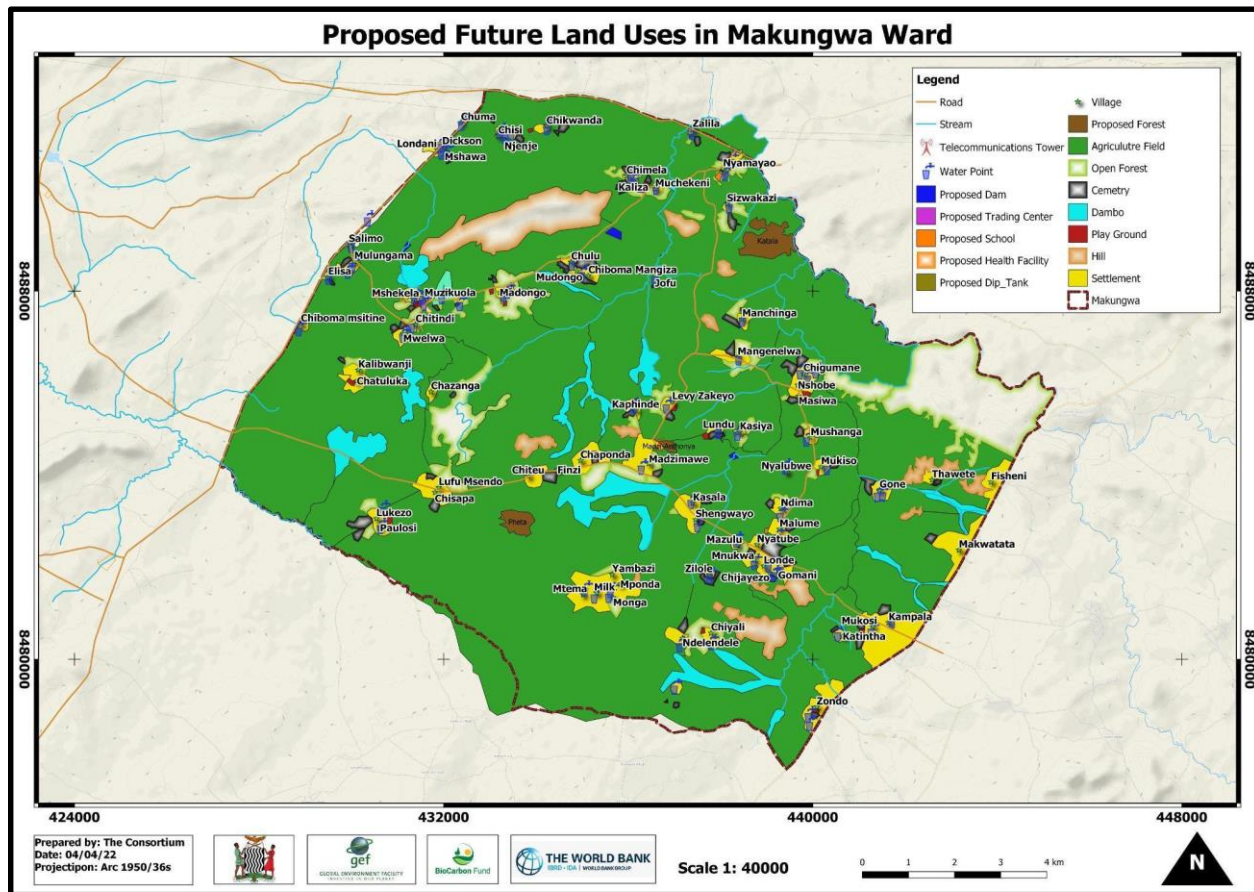 Proposed Future Land Uses in Makungwa Ward
Legend
Road
Stream
Telecommunications Tower
Water Point
Proposed Dam
Proposed Trading Center
Proposed School
Proposed Health Facility
Proposed Dip_Tank
Village
Proposed Forest
Agriculutre Field
Open Forest
Cemetry
Dambo
Play Ground
Hill
Settlement
Makungwa
Chuma
Chikwanda
Chisi
Njenje
Londani
Dickson
Mshawa
Zalila
Nyamayao
Chimela
Kaliza
Muchekeni
Sizwakazi
Katala
Salimo
Mulungama
Elisa
Chulu
Mudongo
Chiboma Mangiza
Jofu
Mshekela
Muzikuola
Madongo
Chitindi
Mwelwa
Chiboma msitine
Manchinga
Mangenelwa
Kalibwanji
Chatuluka
Chazanga
Chigumane
Nshobe
Masiwa
Kaphinde
Levy Zakeyo
Lundu
Kasiya
Mushanga
Madzimawe
Chaponda
Chiteu
Finzi
Nyalubwe
Mukiso
Lufu Msendo
Chisapa
Gone
Thawete
Fisheni
Kasala
Shengwayo
Ndima
Malume
Lukezo
Paulosi
Pheta
Mazulu
Nyatube
Mnukwa
Londe
Makwatata
Zilole
Chijayezo
Gomani
Yambazi
Mtema
Milk
Mponda
Monga
Chiyali
Ndelendele
Mukosi
Katintha
Kampala
Zondo
8488000
8488000
8480000
8480000
424000
432000
440000
448000
Prepared by: The Consortium
Date: 04/04/22
Projectipon: Arc 1950/36s
gef
GLOBAL ENVIRONMENT FACILITY
INVESTING IN OUR PLANET
BioCarbon Fund
THE WORLD BANK
IBRD • IDA | WORLD BANK GROUP
Scale 1: 40000
0 1 2 3 4 km
N